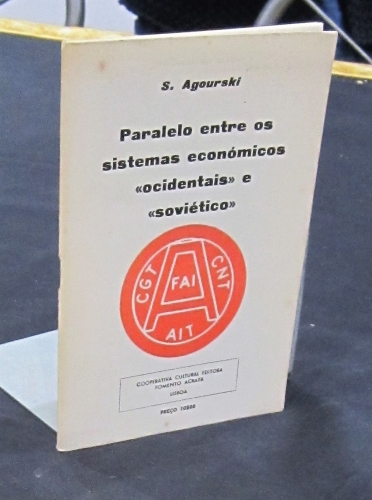 S. Agourski
Paralelo entre os
sistemas económicos
«ocidentais» e
«soviético»
CGT
FAI
CNT
AIT
COOPERATIVA CULTURAL EDITORA
FOMENTO ACRATA
LISBOA
PREÇO 10$00